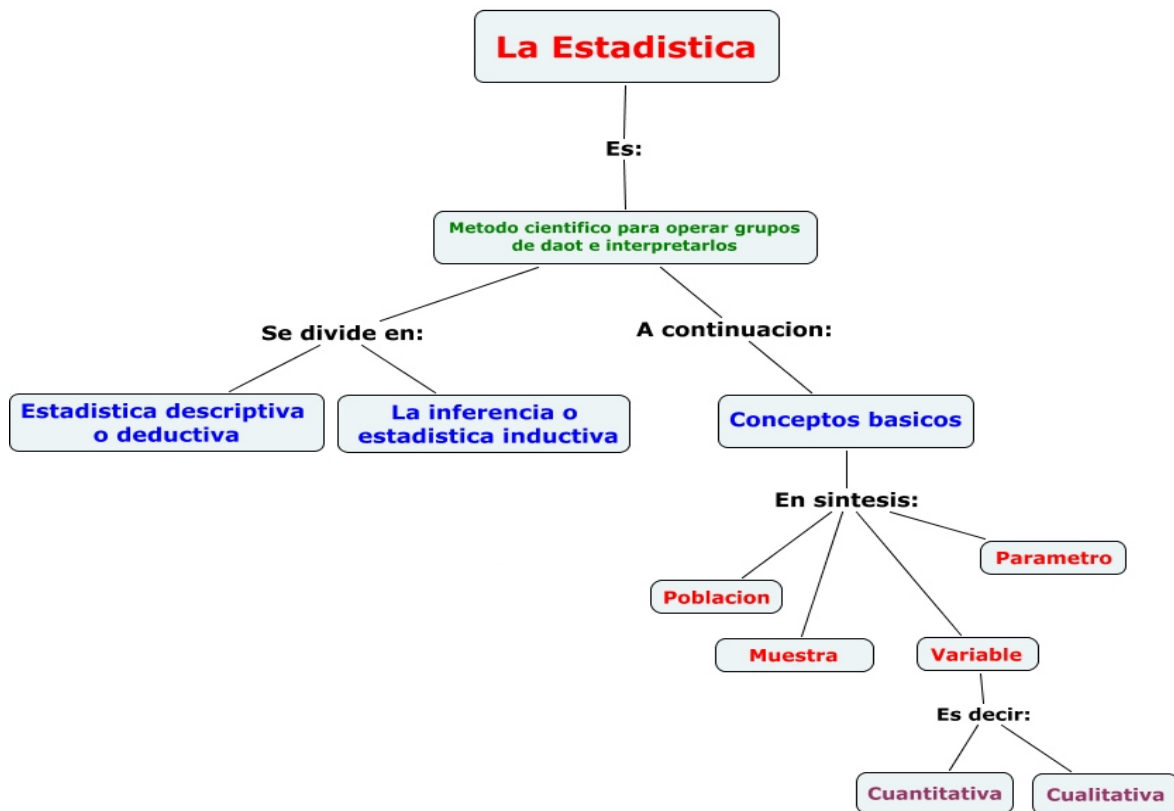 La Estadistica
Es:
Metodo cientifico para operar grupos
de daot e interpretarlos
Se divide en:
A continuacion:
Estadistica descriptiva
o deductiva
La inferencia o
estadistica inductiva
Conceptos basicos
En sintesis:
Parametro
Poblacion
Muestra
Variable
Es decir:
Cuantitativa
Cualitativa